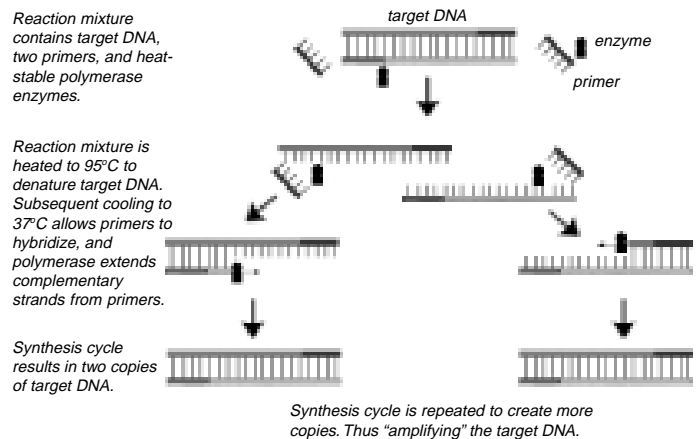 Reaction mixture
contains target DNA,
two primers, and heat-
stable polymerase
enzymes.
target DNA
enzyme
primer
Reaction mixture is
heated to 95°C to
denature target DNA.
Subsequent cooling to
37°C allows primers to
hybridize, and
polymerase extends
complementary
strands from primers.
Synthesis cycle
results in two copies
of target DNA.
Synthesis cycle is repeated to create more
copies. Thus “amplifying” the target DNA.